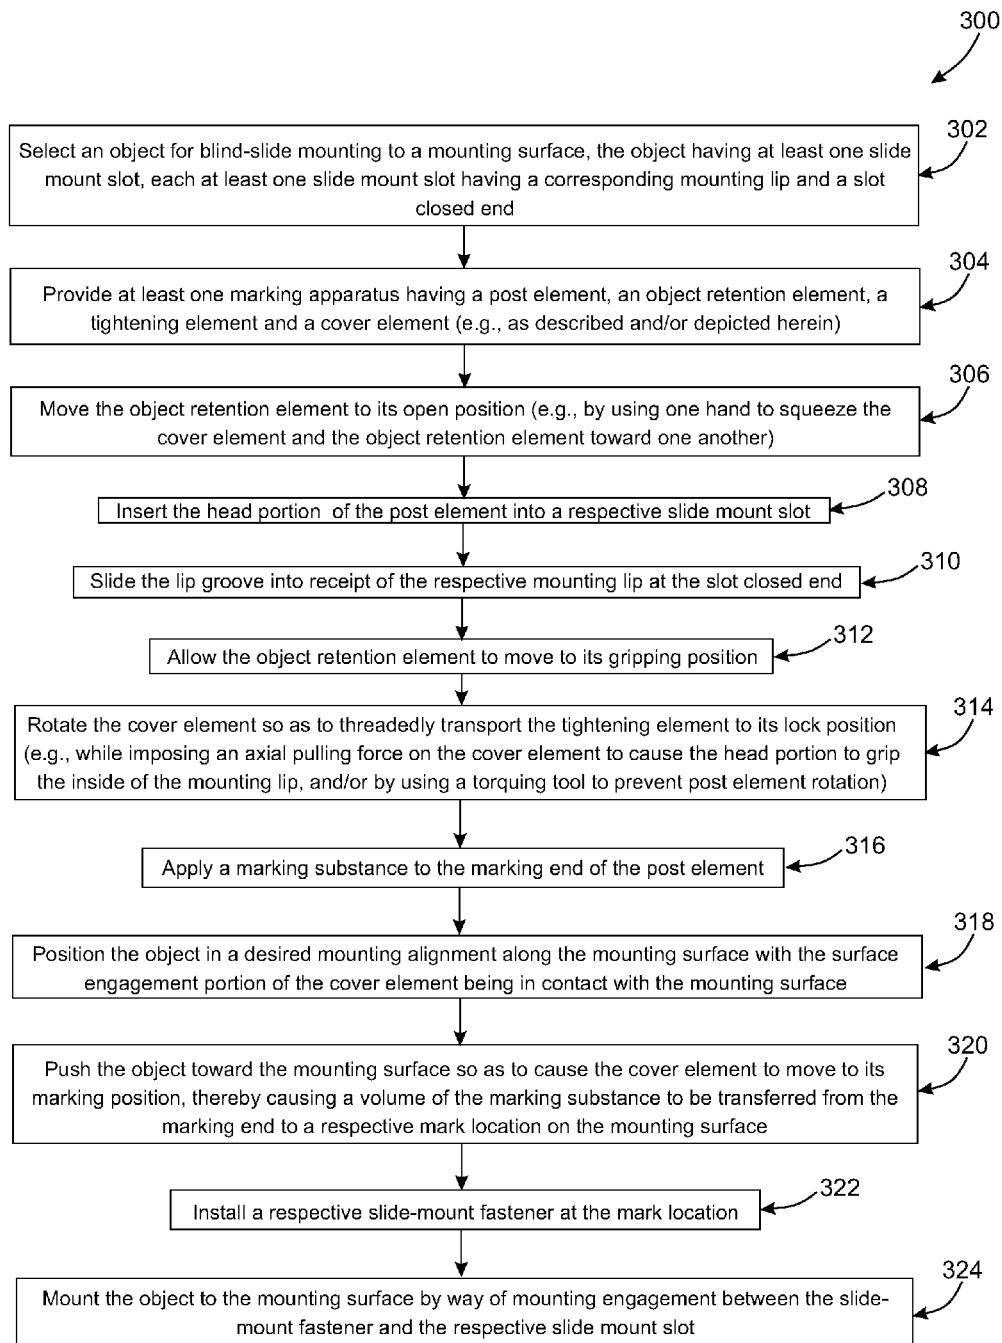 300
302
Select an object for blind-slide mounting to a mounting surface, the object having at least one slide
mount slot, each at least one slide mount slot having a corresponding mounting lip and a slot
closed end
304
Provide at least one marking apparatus having a post element, an object retention element, a
tightening element and a cover element (e.g., as described and/or depicted herein)
306
Move the object retention element to its open position (e.g., by using one hand to squeeze the
cover element and the object retention element toward one another)
308
Insert the head portion of the post element into a respective slide mount slot
310
Slide the lip groove into receipt of the respective mounting lip at the slot closed end
312
Allow the object retention element to move to its gripping position
314
Rotate the cover element so as to threadedly transport the tightening element to its lock position
(e.g., while imposing an axial pulling force on the cover element to cause the head portion to grip
the inside of the mounting lip, and/or by using a torquing tool to prevent post element rotation)
316
Apply a marking substance to the marking end of the post element
318
Position the object in a desired mounting alignment along the mounting surface with the surface
engagement portion of the cover element being in contact with the mounting surface
320
Push the object toward the mounting surface so as to cause the cover element to move to its
marking position, thereby causing a volume of the marking substance to be transferred from the
marking end to a respective mark location on the mounting surface
322
Install a respective slide-mount fastener at the mark location
324
Mount the object to the mounting surface by way of mounting engagement between the slide-
mount fastener and the respective slide mount slot